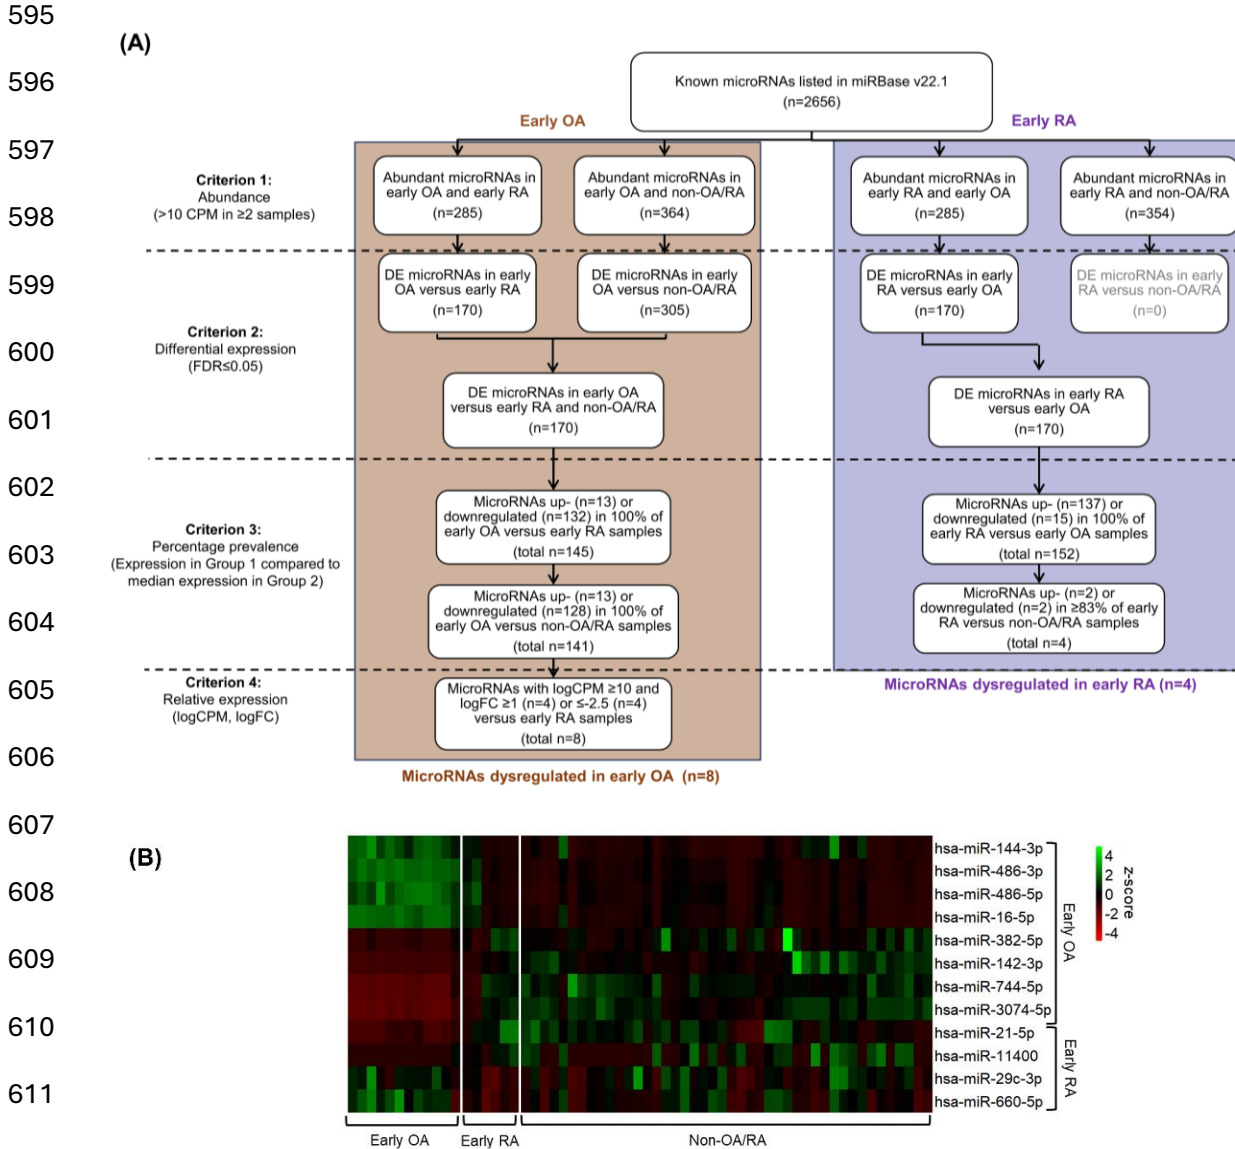 595
(A)
596
Known microRNAs listed in miRBase v22.1
(n=2656)
Early OA
Early RA
597
Criterion 1:
Abundance
(>10 CPM in ≥2 samples)
Abundant microRNAs in
early OA and early RA
(n=285)
Abundant microRNAs in
early OA and non-OA/RA
(n=364)
Abundant microRNAs in
early RA and early OA
(n=285)
Abundant microRNAs in
early RA and non-OA/RA
(n=354)
598
599
DE microRNAs in early
OA versus early RA
(n=170)
DE microRNAs in early
OA versus non-OA/RA
(n=305)
DE microRNAs in early
RA versus early OA
(n=170)
DE microRNAs in early
RA versus non-OA/RA
(n=0)
Criterion 2:
Differential expression
(FDR≤0.05)
600
DE microRNAs in early OA
versus early RA and non-OA/RA
(n=170)
DE microRNAs in early RA
versus early OA
(n=170)
601
602
Criterion 3:
Percentage prevalence
(Expression in Group 1 compared to
median expression in Group 2)
MicroRNAs up- (n=13) or
downregulated (n=132) in 100% of
early OA versus early RA samples
(total n=145)
MicroRNAs up- (n=137) or
downregulated (n=15) in 100% of
early RA versus early OA samples
(total n=152)
603
MicroRNAs up- (n=13) or
downregulated (n=128) in 100% of
early OA versus non-OA/RA samples
(total n=141)
MicroRNAs up- (n=2) or
downregulated (n=2) in ≥83% of early
RA versus non-OA/RA samples
(total n=4)
604
605
Criterion 4:
Relative expression
(logCPM, logFC)
MicroRNAs with logCPM ≥10 and
logFC ≥1 (n=4) or ≤-2.5 (n=4)
versus early RA samples
(total n=8)
MicroRNAs dysregulated in early RA (n=4)
606
MicroRNAs dysregulated in early OA (n=8)
607
(B)
hsa-miR-144-3p
hsa-miR-486-3p
608
hsa-miR-486-5p
hsa-miR-16-5p
hsa-miR-382-5p
609
hsa-miR-142-3p
hsa-miR-744-5p
hsa-miR-3074-5p
610
hsa-miR-21-5p
hsa-miR-11400
hsa-miR-29c-3p
611
hsa-miR-660-5p
Early OA
Early RA
4
2
0
-2
-4
z-score
Early OA
Early RA
Non-OA/RA